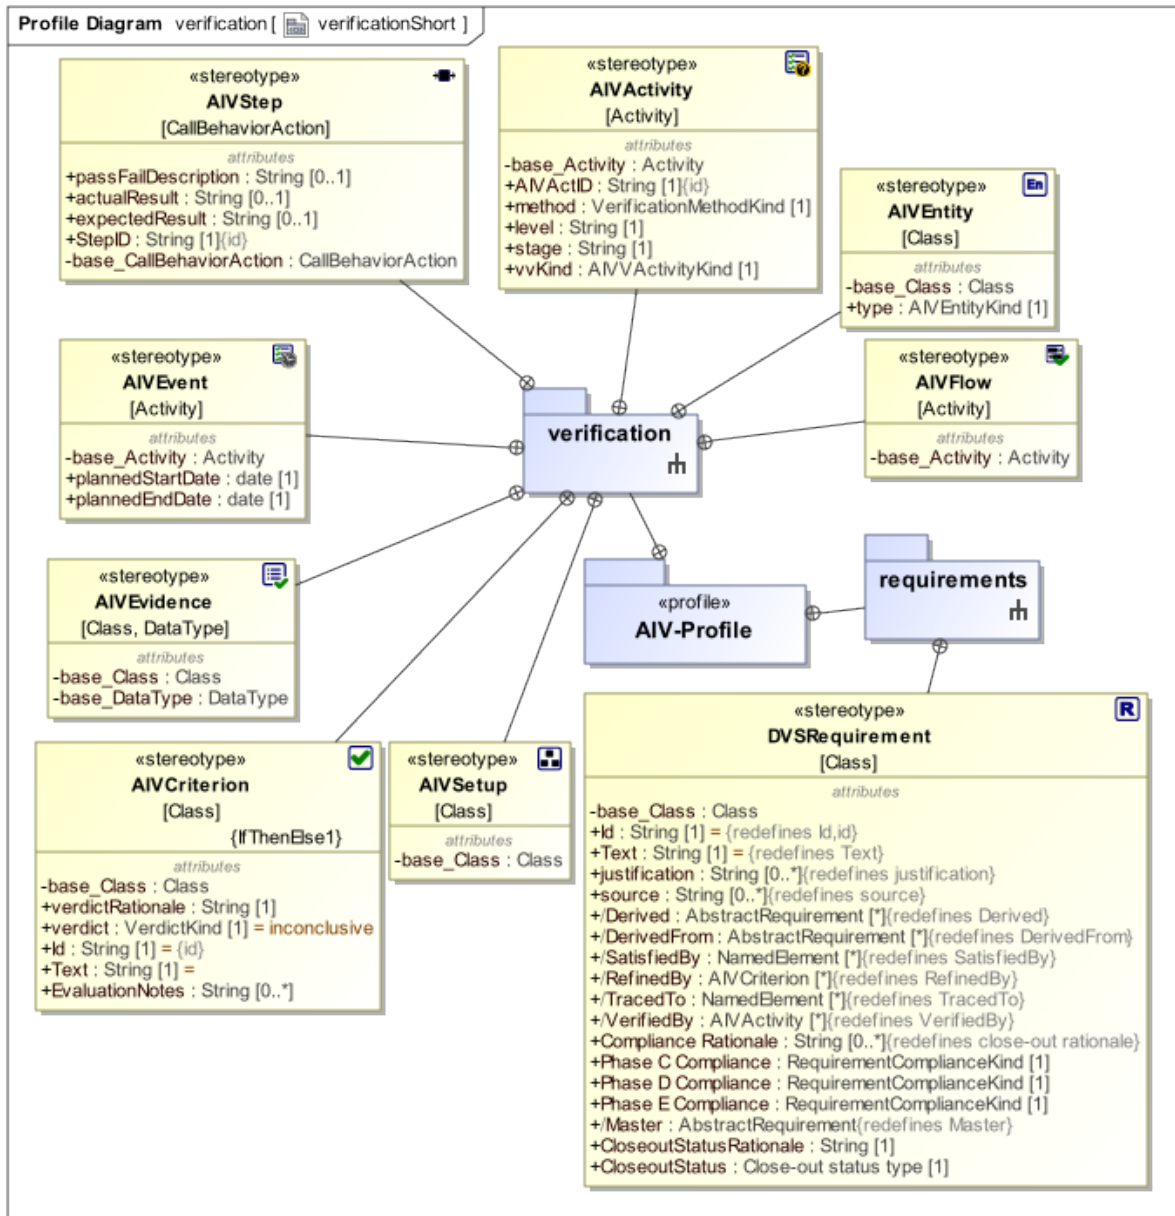 Profile Diagram verification [ verificationShort ]
«stereotype»
AIVStep
[CallBehaviorAction]
attributes
+passFailDescription : String [0..1]
+actualResult : String [0..1]
+expectedResult : String [0..1]
+StepID : String [1]{id}
-base_CallBehaviorAction : CallBehaviorAction
«stereotype»
AIVActivity
[Activity]
attributes
-base_Activity : Activity
+AIVActID : String [1]{id}
+method : VerificationMethodKind [1]
+level : String [1]
+stage : String [1]
+vvKind : AIVVActivityKind [1]
«stereotype»
En
AIVEntity
[Class]
attributes
-base_Class : Class
+type : AIVEntityKind [1]
«stereotype»
AIVEvent
[Activity]
attributes
-base_Activity : Activity
+plannedStartDate : date [1]
+plannedEndDate : date [1]
verification
«stereotype»
AIVFlow
[Activity]
attributes
-base_Activity : Activity
«stereotype»
AIVEvidence
[Class, DataType]
attributes
-base_Class : Class
-base_DataType : DataType
«profile»
AIV-Profile
requirements
«stereotype»
AIVCriterion
[Class]
{IfThenElse1}
attributes
-base_Class : Class
+verdictRationale : String [1]
+verdict : VerdictKind [1] = inconclusive
+Id : String [1] = {id}
+Text : String [1] =
+EvaluationNotes : String [0..*]
«stereotype»
AIVSetup
[Class]
attributes
-base_Class : Class
«stereotype»
R
DVSRequirement
[Class]
attributes
-base_Class : Class
+Id : String [1] = {redefines Id,id}
+Text : String [1] = {redefines Text}
+justification : String [0..*]{redefines justification}
+source : String [0..*]{redefines source}
+/Derived : AbstractRequirement [*]{redefines Derived}
+/DerivedFrom : AbstractRequirement [*]{redefines DerivedFrom}
+/SatisfiedBy : NamedElement [*]{redefines SatisfiedBy}
+/RefinedBy : AIVCriterion [*]{redefines RefinedBy}
+/TracedTo : NamedElement [*]{redefines TracedTo}
+/VerifiedBy : AIVActivity [*]{redefines VerifiedBy}
+Compliance Rationale : String [0..*]{redefines close-out rationale}
+Phase C Compliance : RequirementComplianceKind [1]
+Phase D Compliance : RequirementComplianceKind [1]
+Phase E Compliance : RequirementComplianceKind [1]
+/Master : AbstractRequirement{redefines Master}
+CloseoutStatusRationale : String [1]
+CloseoutStatus : Close-out status type [1]